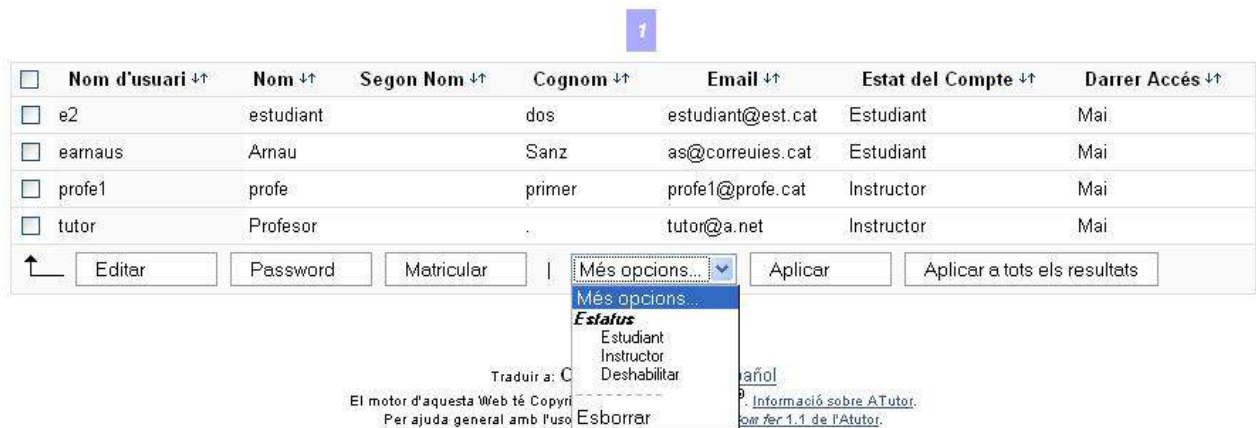 1
Nom d'usuari Nom Segon Nom Cognom Email Estat del Compte Darrer Accés
e2 estudiant dos estudiant@est.cat Estudiant Mai
earnaus Arnau Sanz as@correuies.cat Estudiant Mai
profe1 profe primer profe1@profe.cat Instructor Mai
tutor Profesor . tutor@a.net Instructor Mai
Editar Password Matricular | Més opcions... Aplicar Aplicar a tots els resultats
Més opcions...
Estatus
Estudiant
Instructor
Deshabilitar
Esborrar
Traduir a: C añol
El motor d'aquesta Web té Copyri . Informació sobre ATutor.
Per ajuda general amb l'uso om fer 1.1 de l'Atutor.